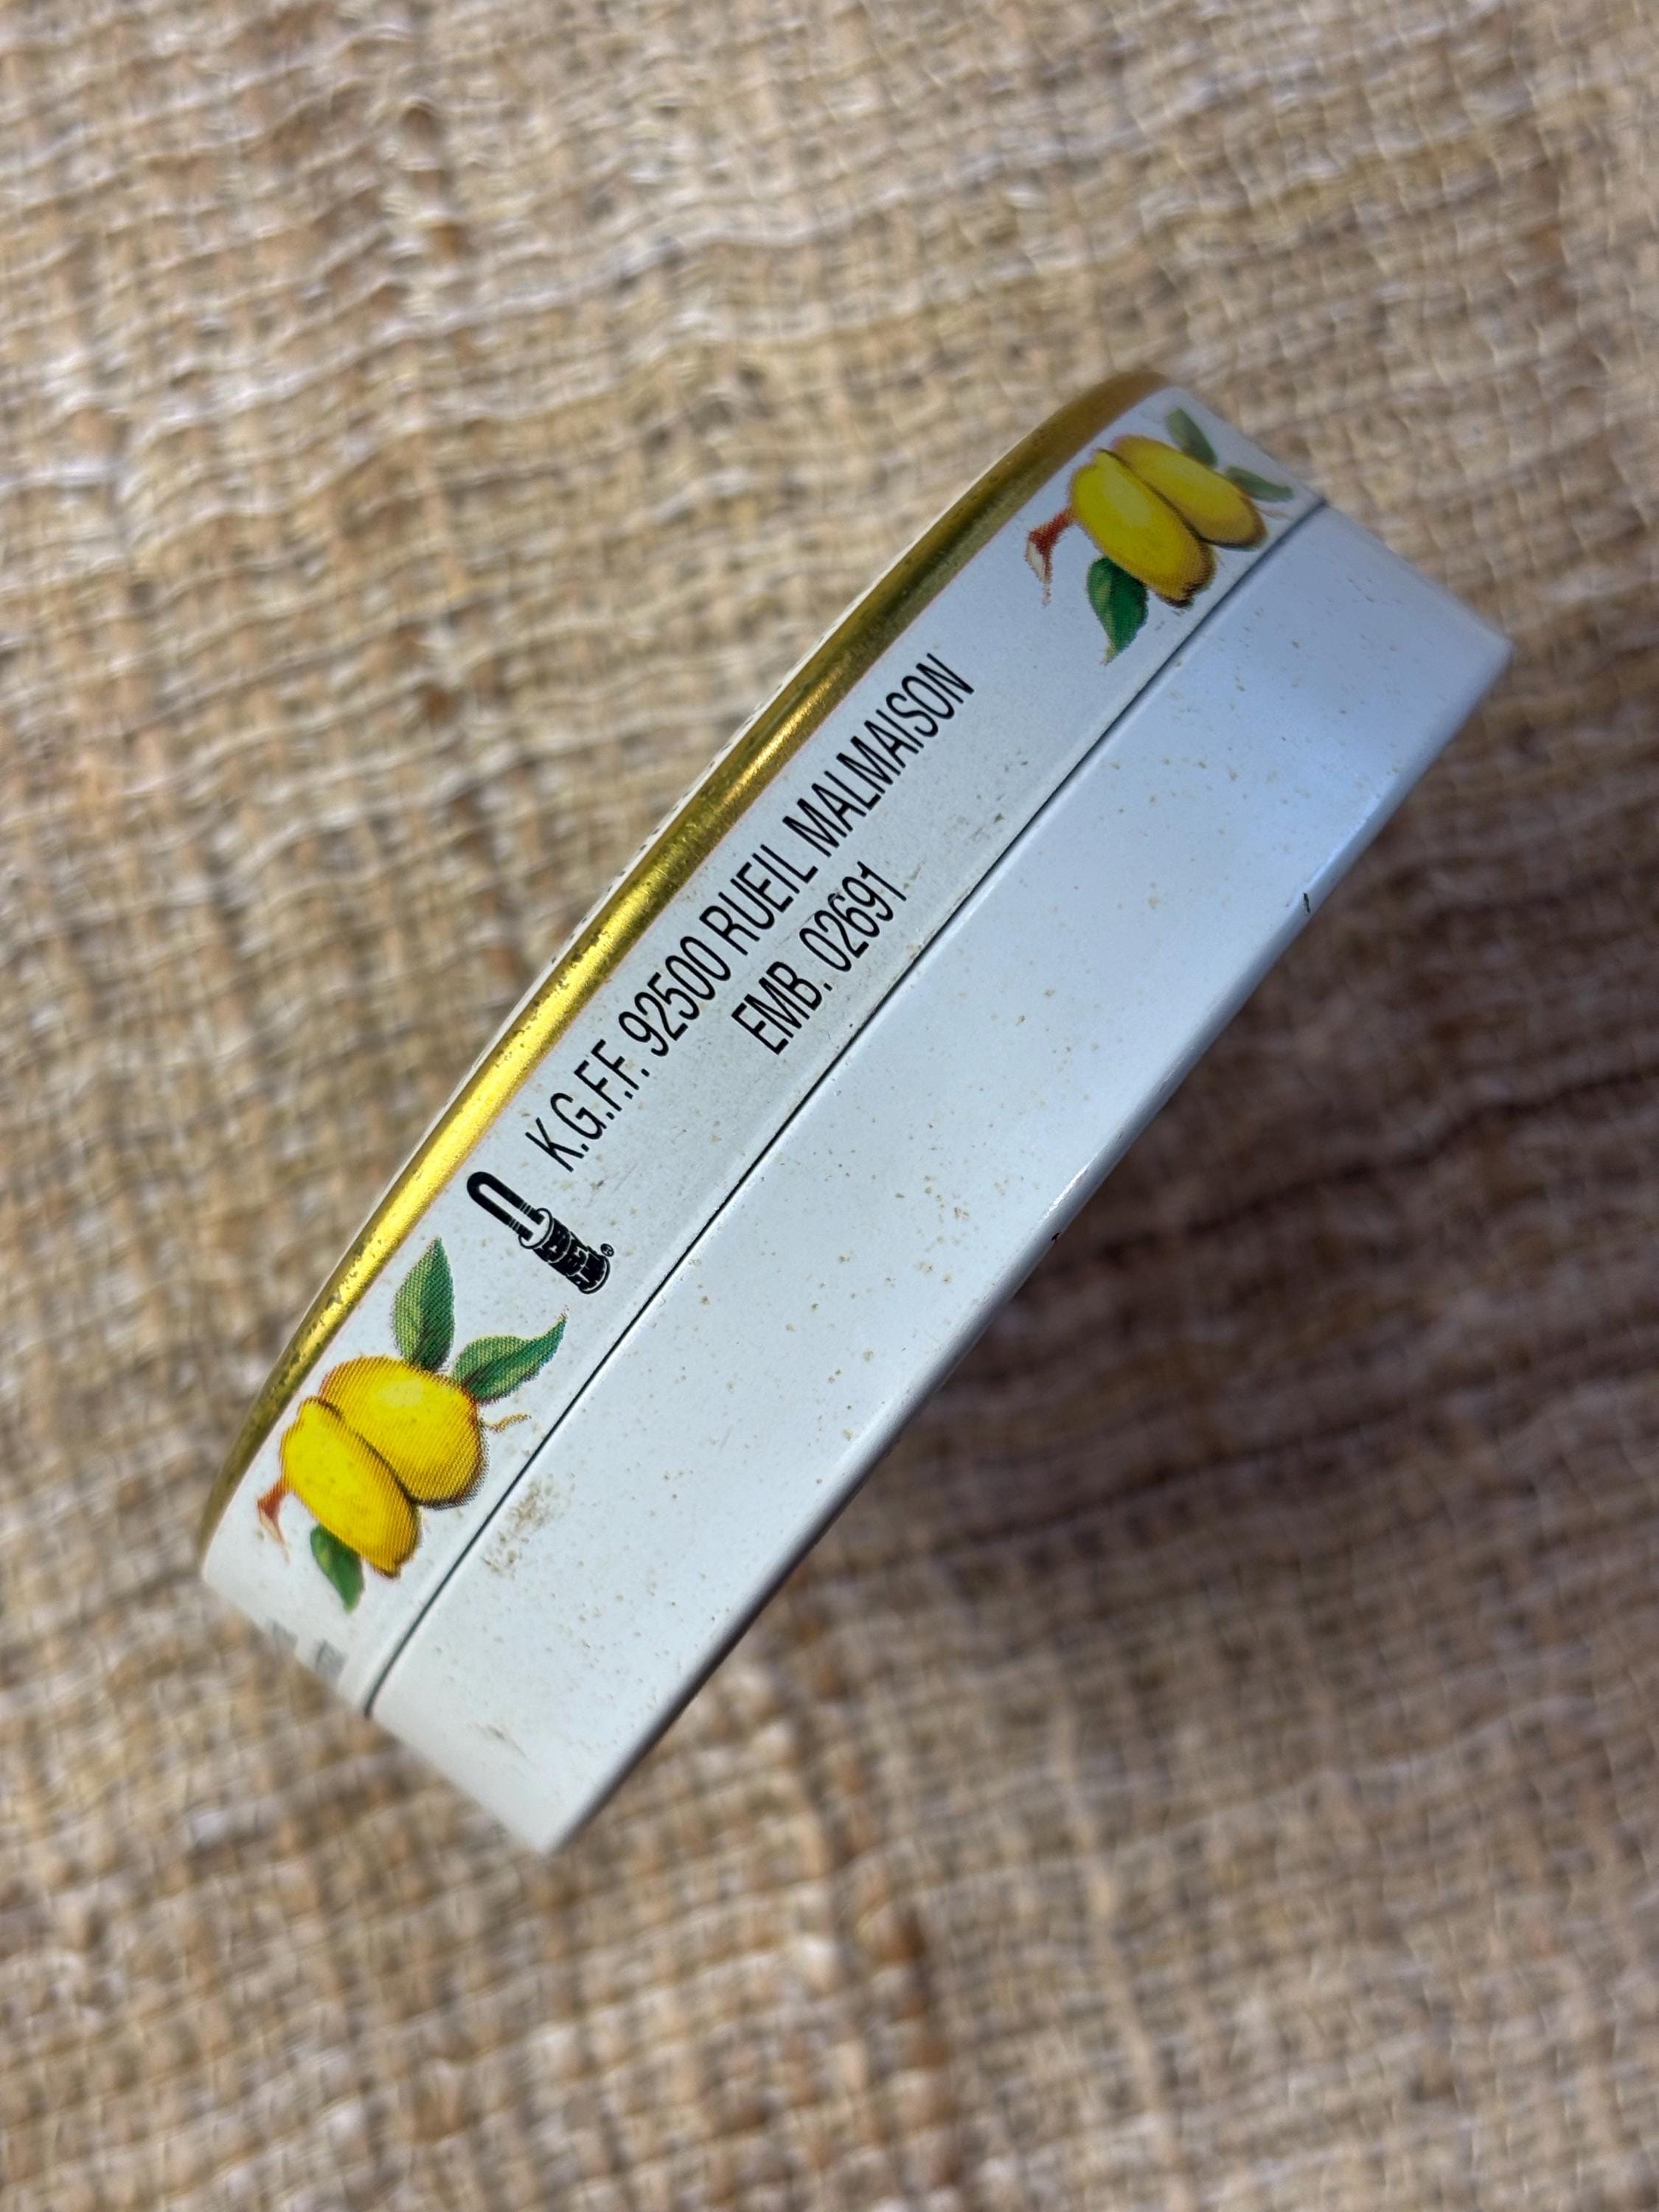 K.G.F.F. 92500 RUEIL MALMAISON
EMB. 02691